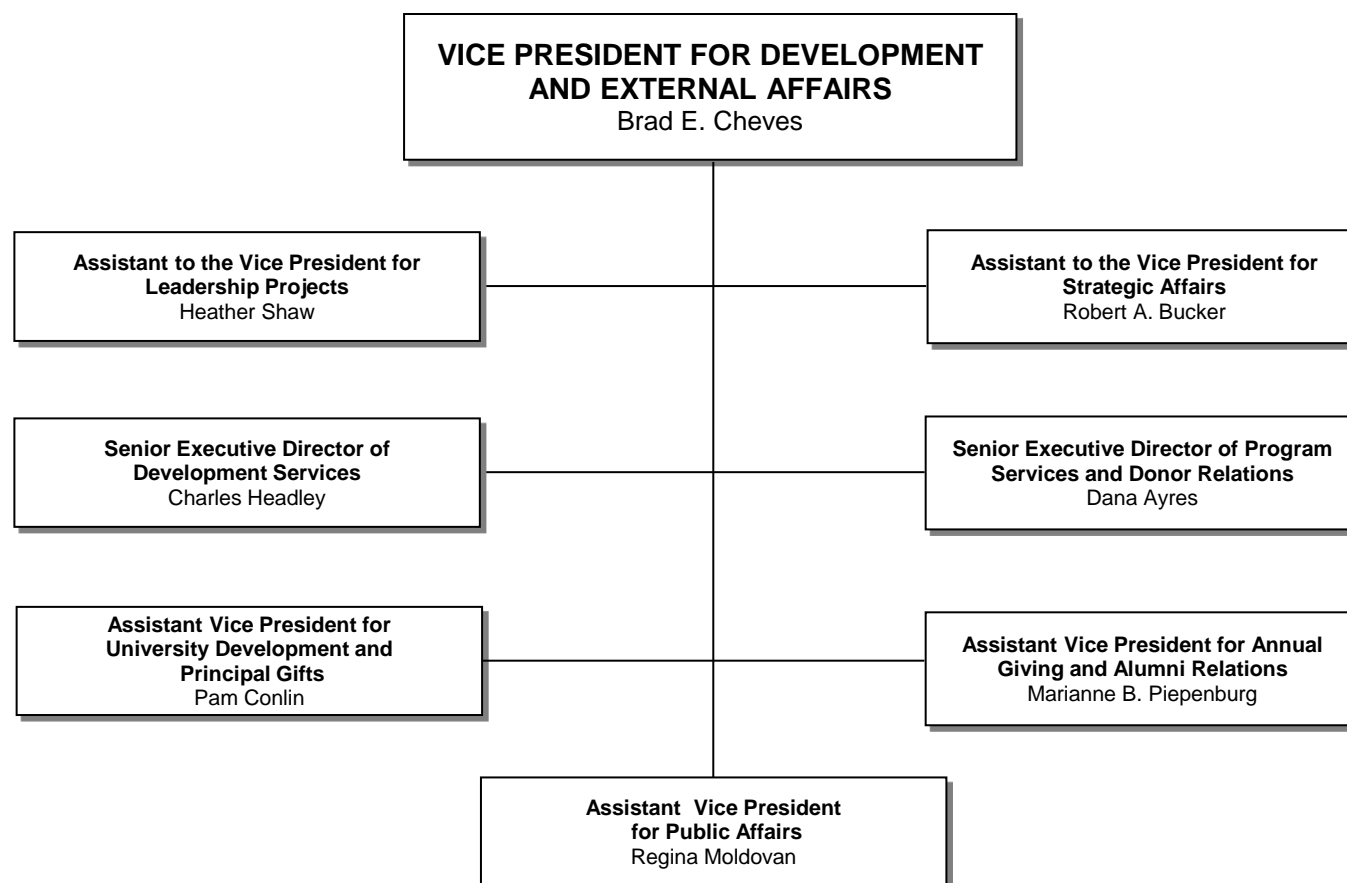 VICE PRESIDENT FOR DEVELOPMENT
AND EXTERNAL AFFAIRS
Brad E. Cheves
Assistant to the Vice President for
Leadership Projects
Heather Shaw
Assistant to the Vice President for
Strategic Affairs
Robert A. Bucker
Senior Executive Director of
Development Services
Charles Headley
Senior Executive Director of Program
Services and Donor Relations
Dana Ayres
Assistant Vice President for
University Development and
Principal Gifts
Pam Conlin
Assistant Vice President for Annual
Giving and Alumni Relations
Marianne B. Piepenburg
Assistant Vice President
for Public Affairs
Regina Moldovan